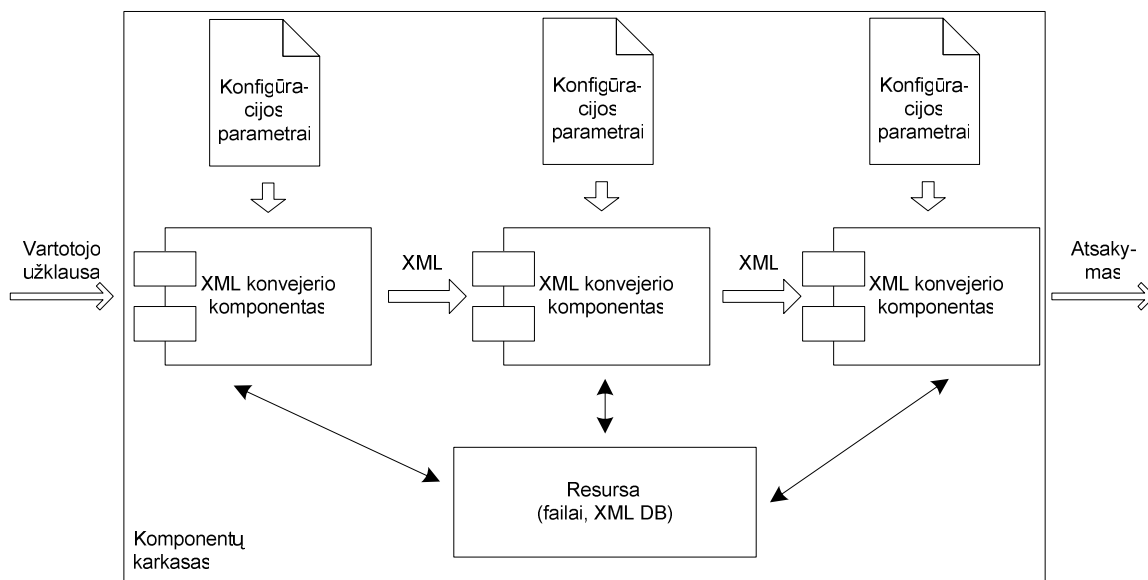 Konfigūra-
cijos
parametrai
Konfigūra-
cijos
parametrai
Konfigūra-
cijos
parametrai
Vartotojo
užklausa
XML konvejerio
komponentas
XML
XML konvejerio
komponentas
XML
XML konvejerio
komponentas
Atsaky-
mas
Resursa
(failai, XML DB)
Komponentų
karkasas